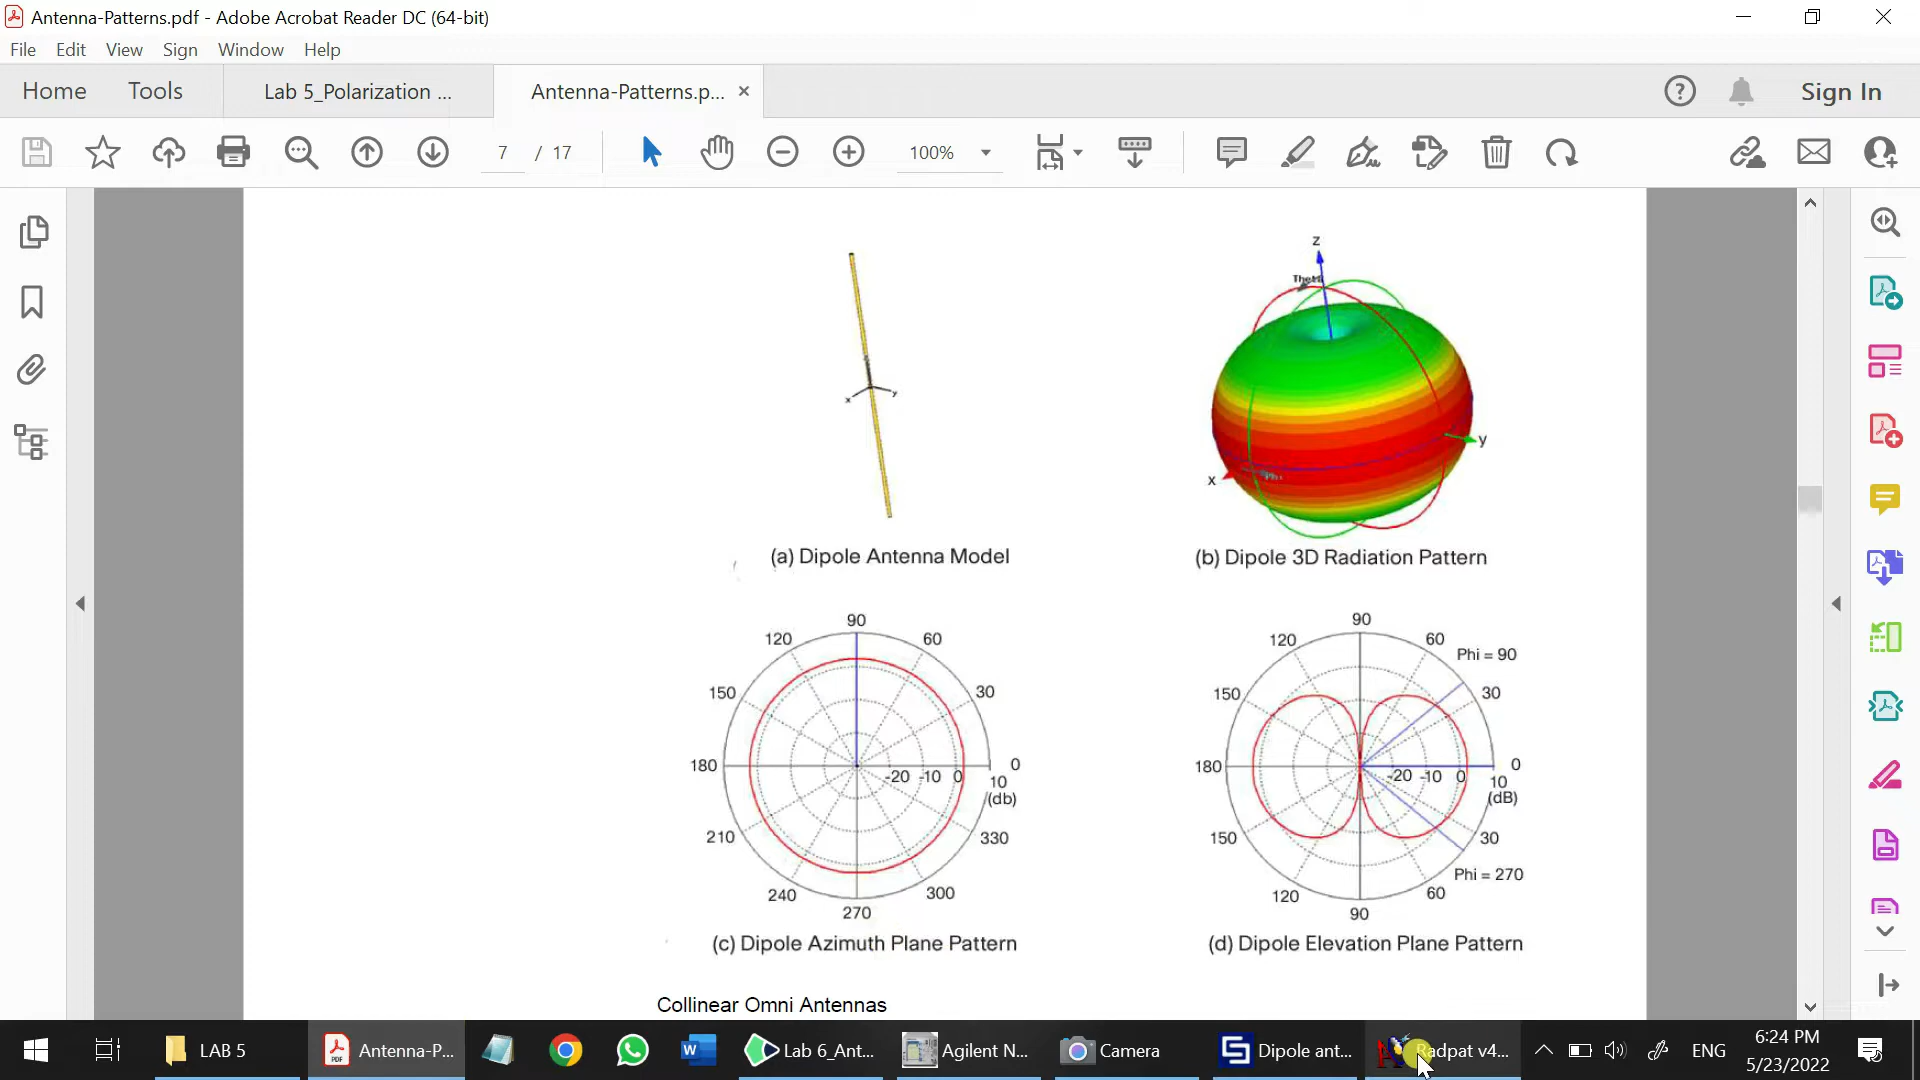 Antenna-Patterns.pdf - Adobe Acrobat Reader DC (64-bit)
File Edit View Sign Window Help
Home Tools Lab 5_Polarization ... Antenna-Patterns.p... × Sign In
7 / 17 100%
z
x y
y
x
(a) Dipole Antenna Model
(b) Dipole 3D Radiation Pattern
90
120 60
150 30
180 -20 -10 0 10 0
(db)
210 330
240 300
270
(c) Dipole Azimuth Plane Pattern
90
120 60
Phi = 90
150 30
180 -20 -10 0 10 0
(dB)
150 30
Phi = 270
120 60
90
(d) Dipole Elevation Plane Pattern
Collinear Omni Antennas
LAB 5 Antenna-P... Lab 6_Ant... Agilent N... Camera Dipole ant... Radpat v4... ENG
6:24 PM
5/23/2022